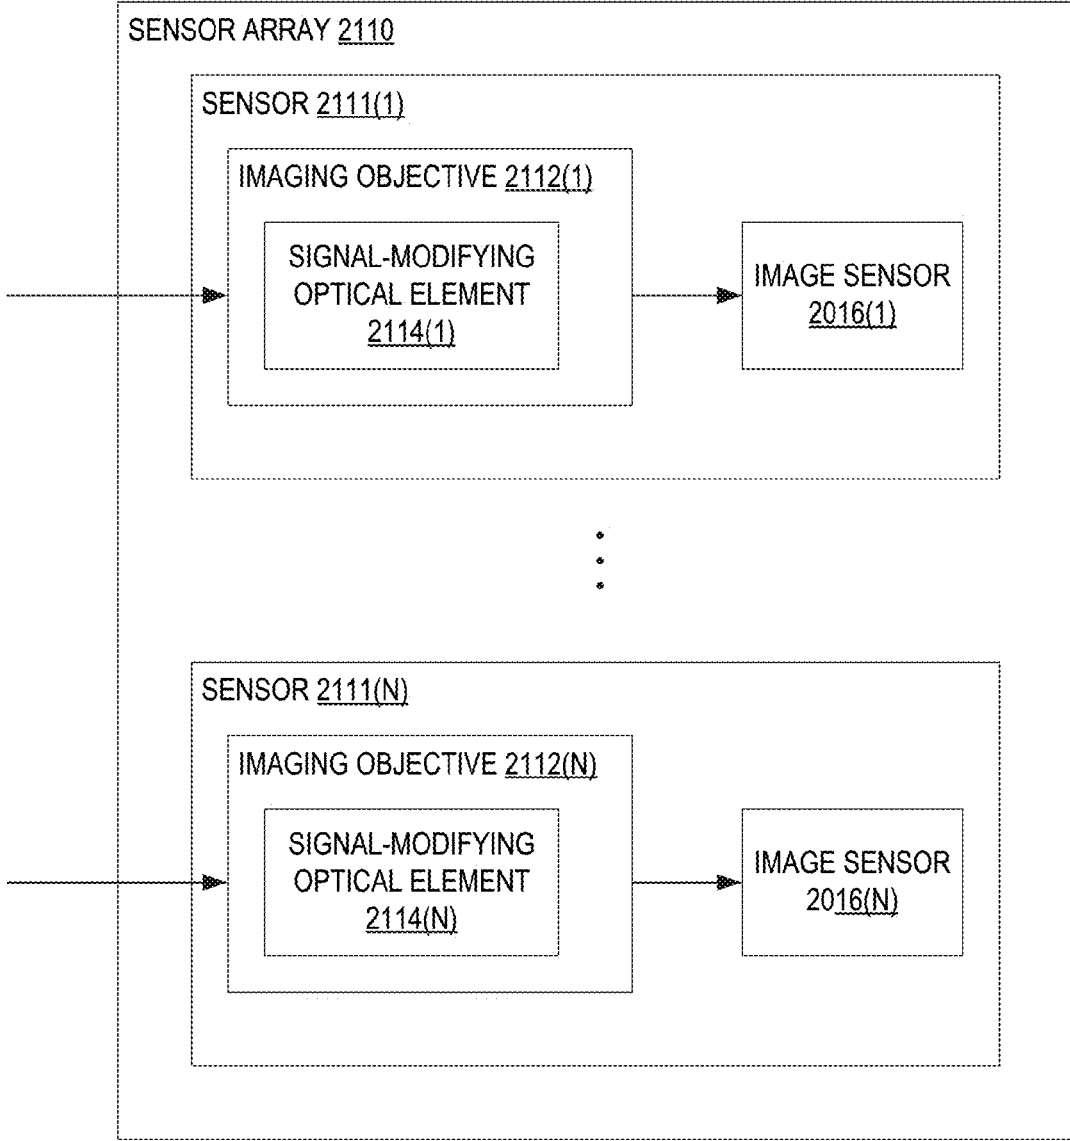 SENSOR ARRAY 2110
SENSOR 2111(1)
IMAGING OBJECTIVE 2112(1)
SIGNAL-MODIFYING
OPTICAL ELEMENT
2114(1)
IMAGE SENSOR
2016(1)
SENSOR 2111(N)
IMAGING OBJECTIVE 2112(N)
SIGNAL-MODIFYING
OPTICAL ELEMENT
2114(N)
IMAGE SENSOR
2016(N)